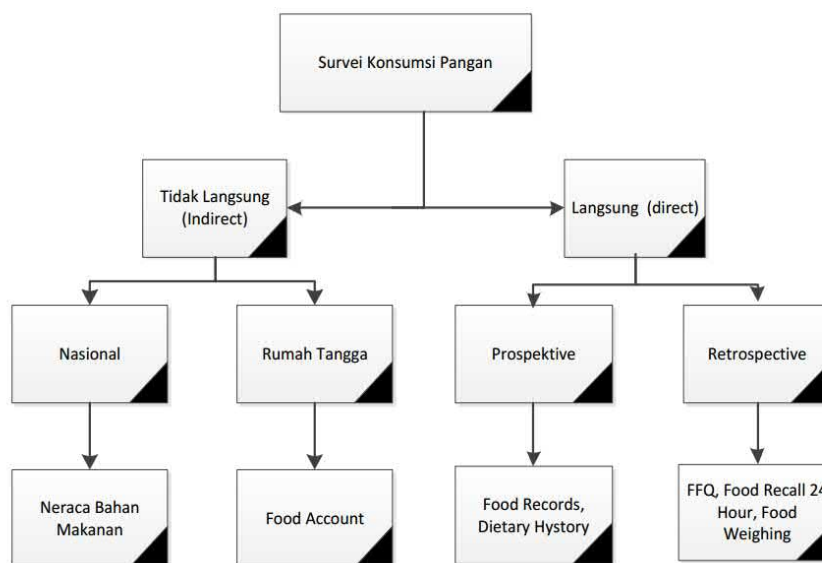 Survei Konsumsi Pangan
Tidak Langsung
(Indirect)
Langsung (direct)
Nasional
Rumah Tangga
Prospektive
Retrospective
Neraca Bahan
Makanan
Food Account
Food Records,
Dietary Hystory
FFQ, Food Recall 24
Hour, Food
Weighing